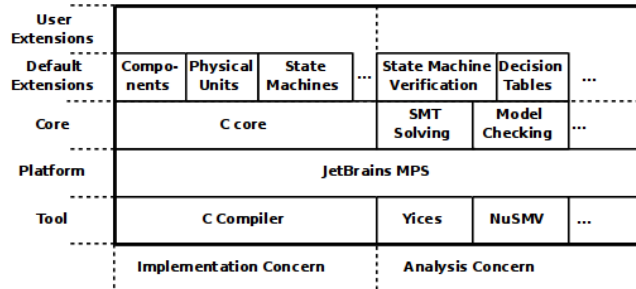 User
Extensions
Default
Extensions
Compo-
nents
Physical
Units
State
Machines
...
State Machine
Verification
Decision
Tables
...
Core
C core
SMT
Solving
Model
Checking
...
Platform
JetBrains MPS
Tool
C Compiler
Yices
NuSMV
...
Implementation Concern
Analysis Concern